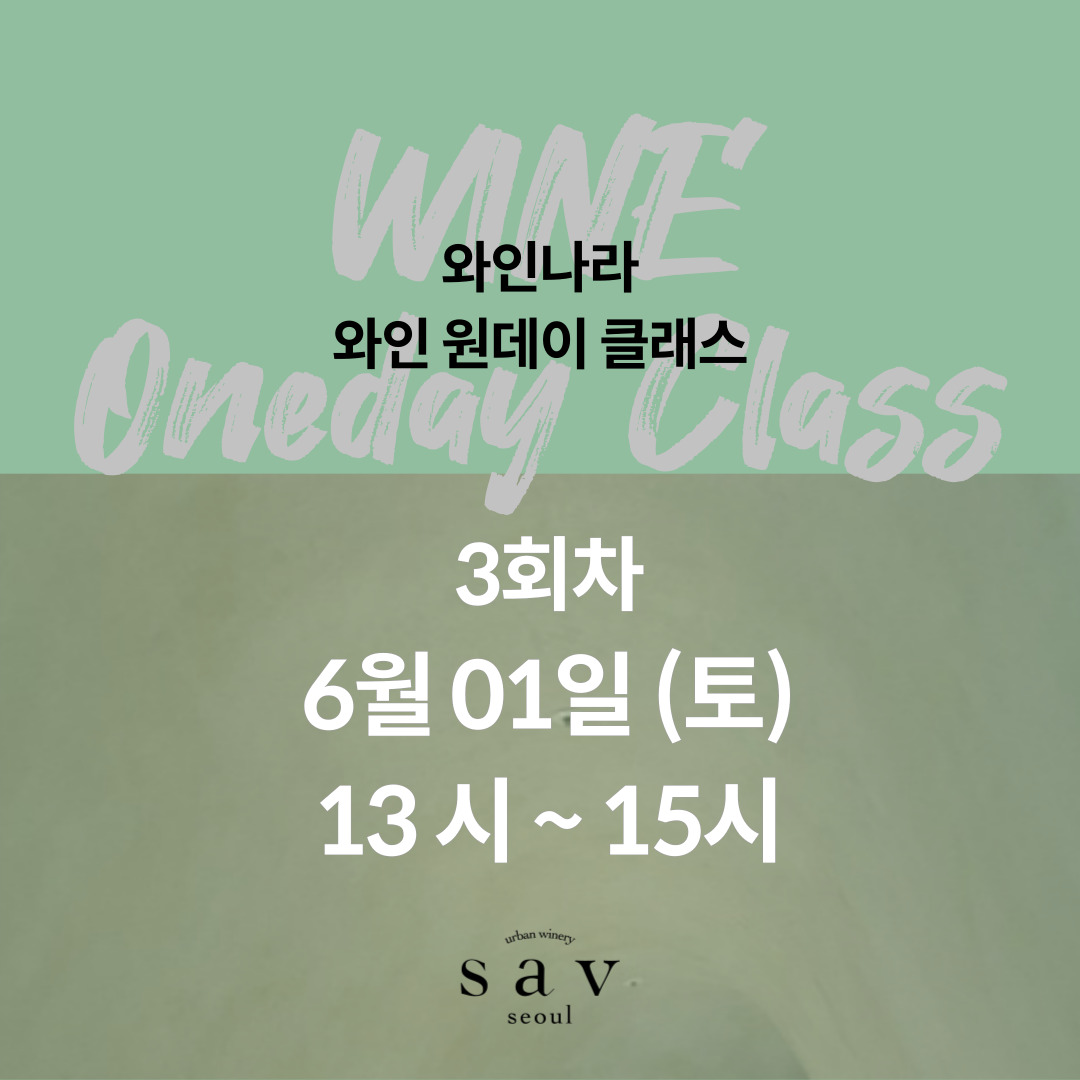 WINE
와인나라
와인 원데이 클래스
Oneday Class
3회차
6월 01일 (토)
13 시 ~ 15시
urban winery
sav
seoul